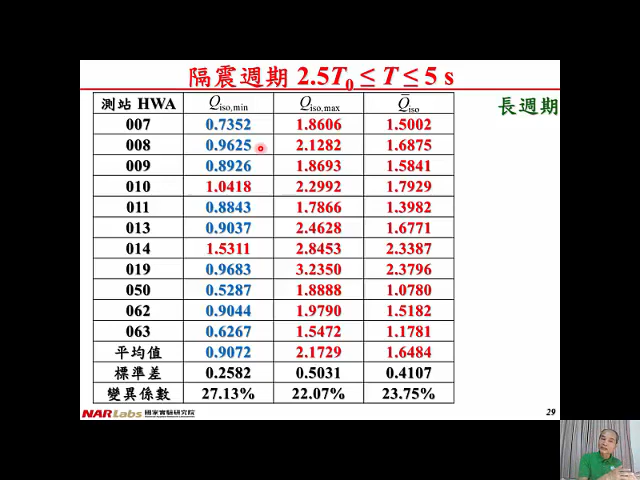 隔震週期 2.5T₀ ≤ T ≤ 5 s
長週期
測站 HWA Q_iso,min Q_iso,max Q̅_iso
007 0.7352 1.8606 1.5002
008 0.9625 2.1282 1.6875
009 0.8926 1.8693 1.5841
010 1.0418 2.2992 1.7929
011 0.8843 1.7866 1.3982
013 0.9037 2.4628 1.6771
014 1.5311 2.8453 2.3387
019 0.9683 3.2350 2.3796
050 0.5287 1.8888 1.0780
062 0.9044 1.9790 1.5182
063 0.6267 1.5472 1.1781
平均值 0.9072 2.1729 1.6484
標準差 0.2582 0.5031 0.4107
變異係數 27.13% 22.07% 23.75%
NARLabs 國家實驗研究院
29